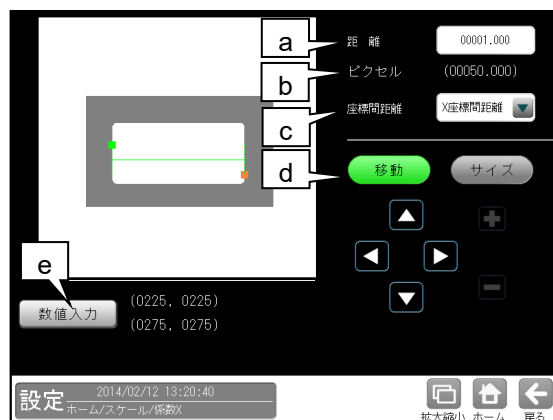 a
距 離
00001.000
b
ピクセル
(00050.000)
c
座標間距離
X座標間距離
d
移動
サイズ
e
数値入力
(0225, 0225)
(0275, 0275)
設定
2014/02/12 13:20:40
ホーム/スケール/係数X
拡大縮小
ホーム
戻る